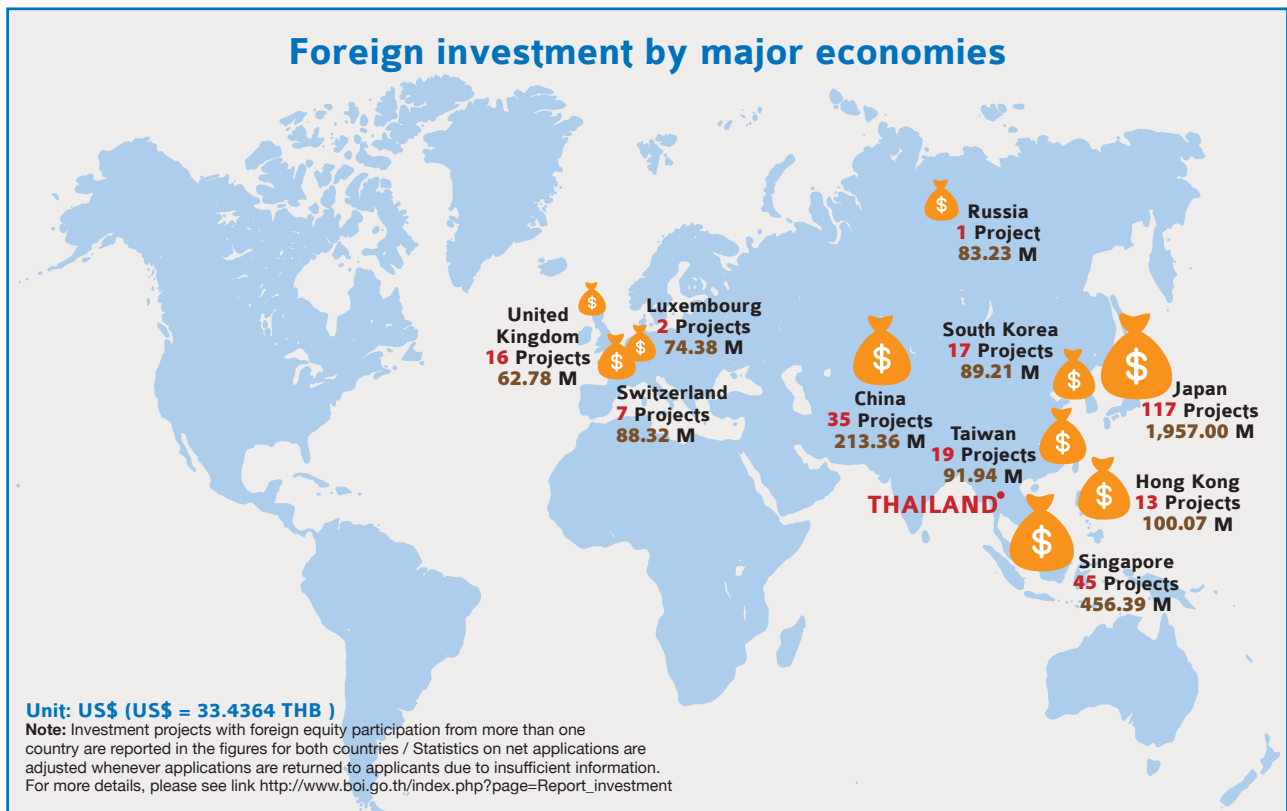 Foreign investment by major economies
Russia
1 Project
83.23 M
United
Kingdom
16 Projects
62.78 M
Luxembourg
2 Projects
74.38 M
Switzerland
7 Projects
88.32 M
China
35 Projects
213.36 M
South Korea
17 Projects
89.21 M
Japan
117 Projects
1,957.00 M
Taiwan
19 Projects
91.94 M
THAILAND
Hong Kong
13 Projects
100.07 M
Singapore
45 Projects
456.39 M
Unit: US$ (US$ = 33.4364 THB )
Note: Investment projects with foreign equity participation from more than one
country are reported in the figures for both countries / Statistics on net applications are
adjusted whenever applications are returned to applicants due to insufficient information.
For more details, please see link http://www.boi.go.th/index.php?page=Report_investment